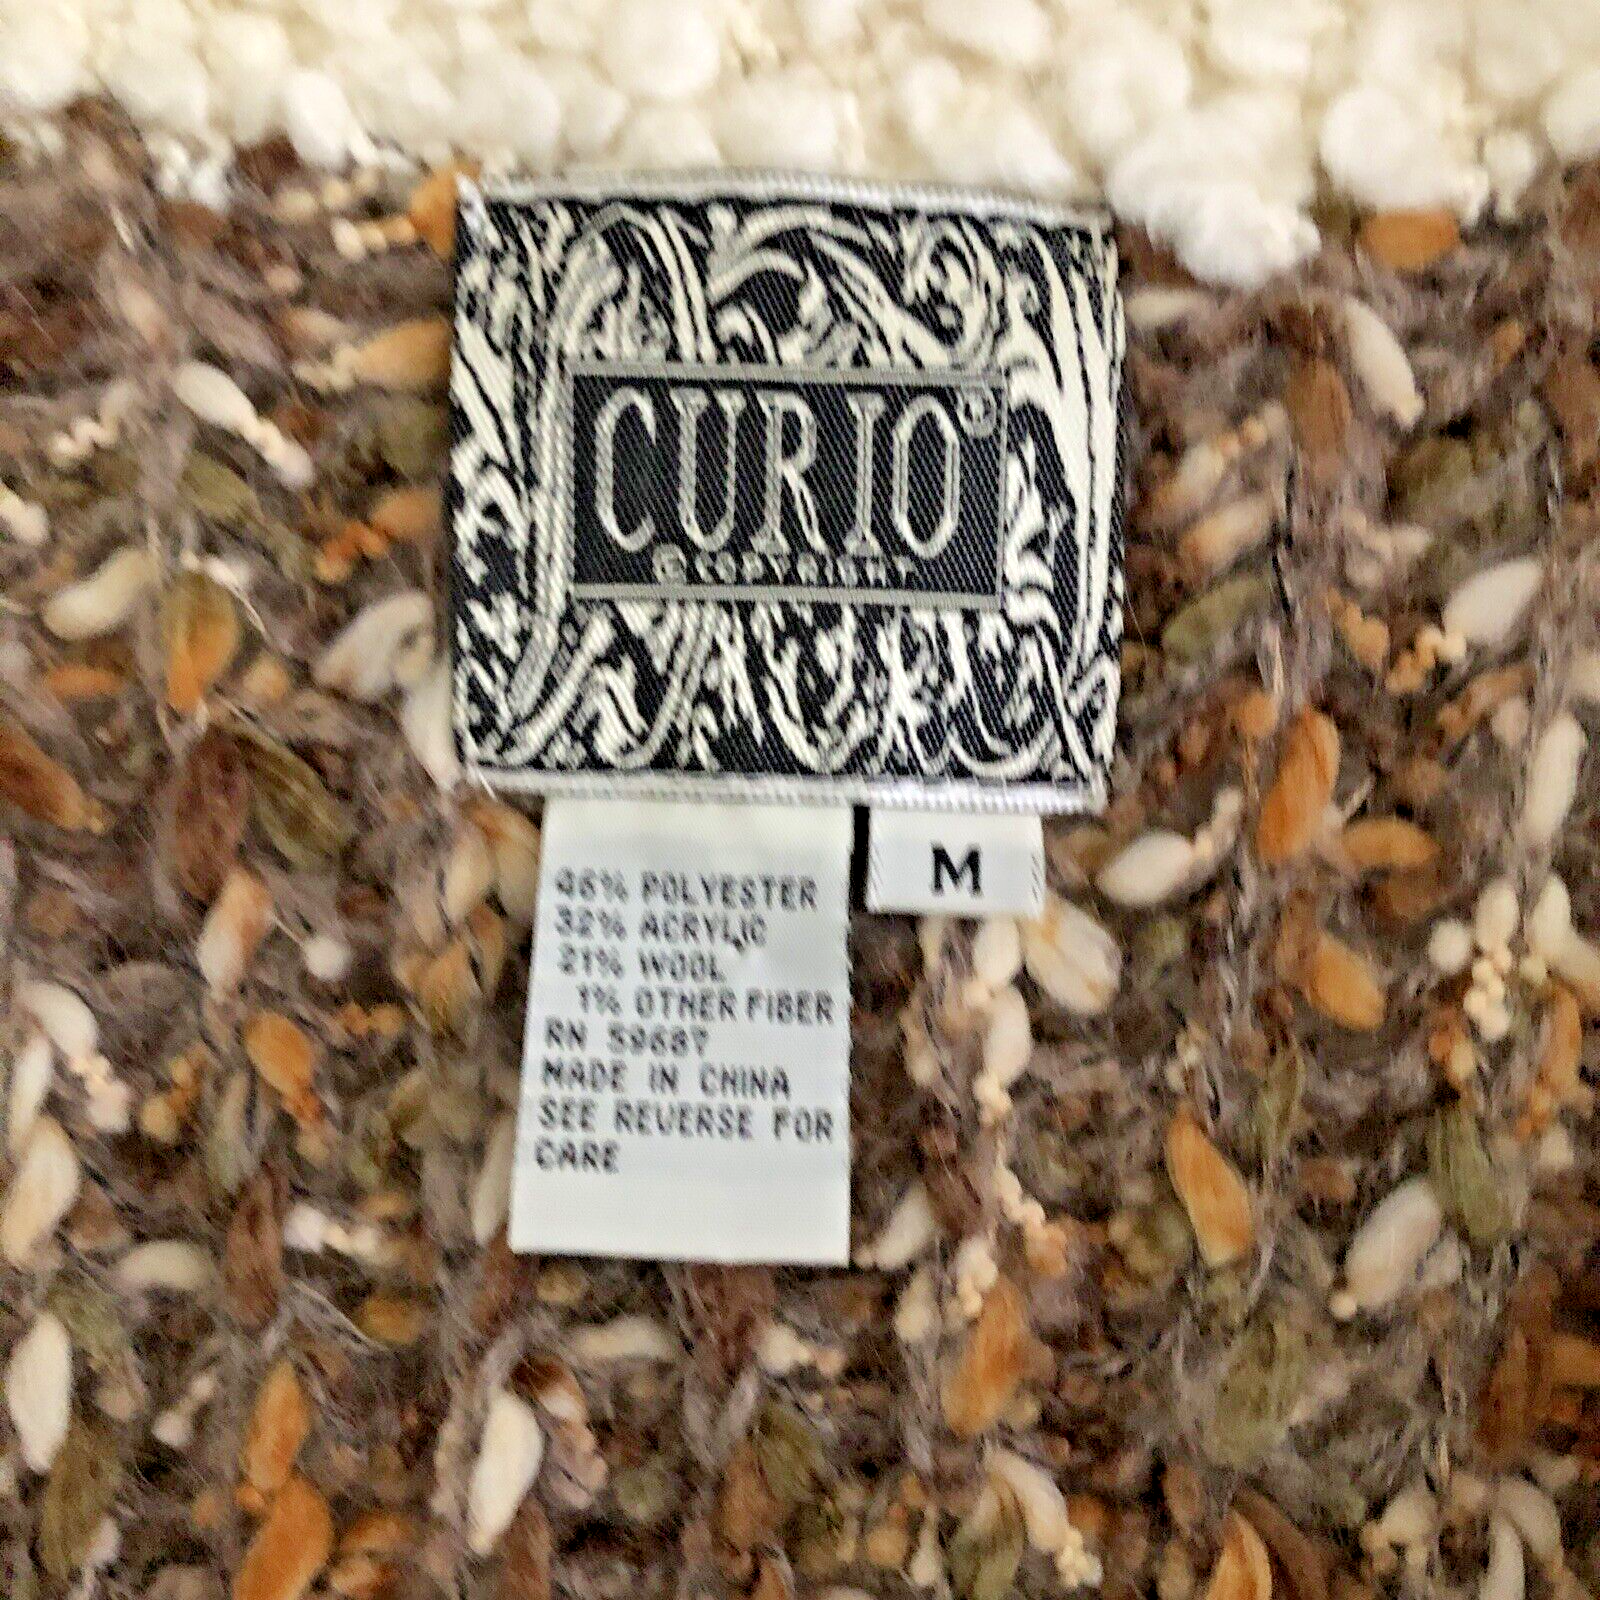 CURIO®
© COPYRIGHT
M
46% POLYESTER
32% ACRYLIC
21% WOOL
1% OTHER FIBER
RN 59687
MADE IN CHINA
SEE REVERSE FOR
CARE